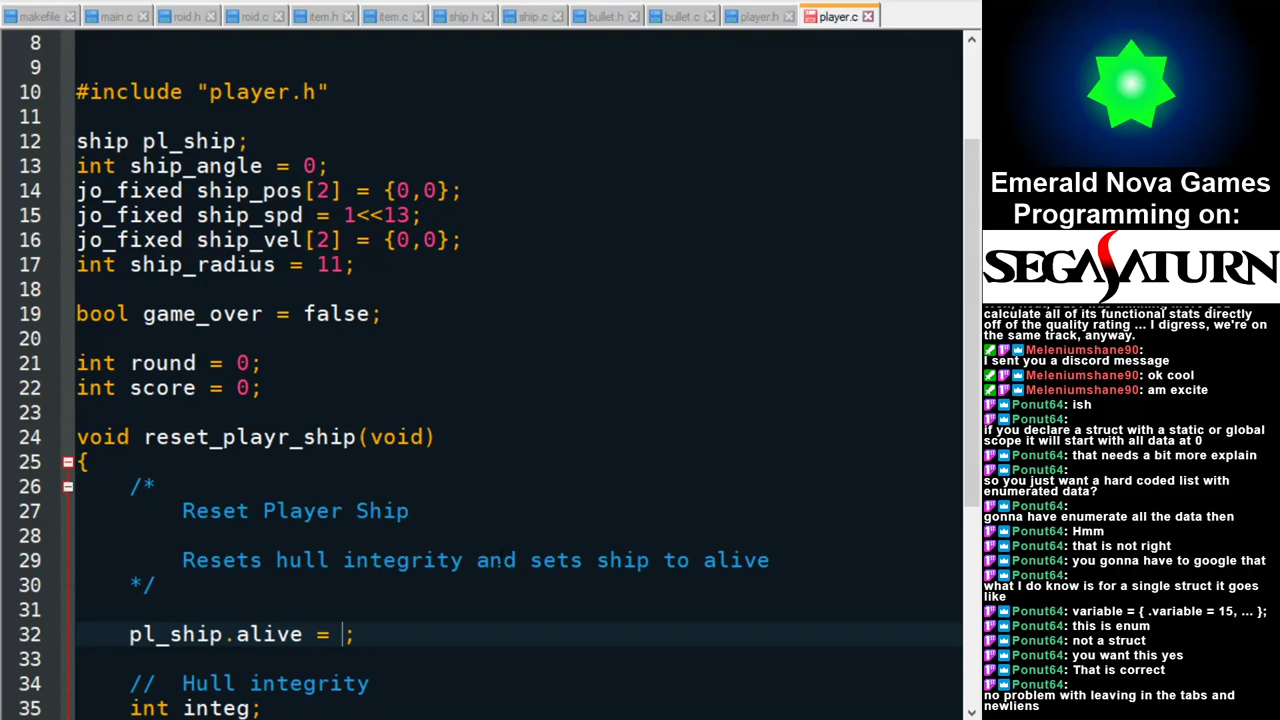 makefile main.c roid.h roid.c item.h item.c ship.h ship.c bullet.h bullet.c player.h player.c
8
9
10 #include "player.h"
11
12 ship pl_ship;
13 int ship_angle = 0;
14 jo_fixed ship_pos[2] = {0,0};
15 jo_fixed ship_spd = 1<<13;
16 jo_fixed ship_vel[2] = {0,0};
17 int ship_radius = 11;
18
19 bool game_over = false;
20
21 int round = 0;
22 int score = 0;
23
24 void reset_playr_ship(void)
25 {
26 /*
27 Reset Player Ship
28
29 Resets hull integrity and sets ship to alive
30 */
31
32 pl_ship.alive = ;
33
34 // Hull integrity
35 int integ;
Emerald Nova Games
Programming on:
SEGA SATURN
calculate all of its functional stats directly
off of the quality rating ... I digress, we're on
the same track, anyway.
Meleniumshane90:
I sent you a discord message
Meleniumshane90: ok cool
Meleniumshane90: am excite
Ponut64: ish
Ponut64:
if you declare a struct with a static or global
scope it will start with all data at 0
Ponut64: that needs a bit more explain
Ponut64:
so you just want a hard coded list with
enumerated data?
Ponut64:
gonna have enumerate all the data then
Ponut64: Hmm
Ponut64: that is not right
Ponut64: you gonna have to google that
Ponut64:
what I do know is for a single struct it goes
like
Ponut64: variable = { .variable = 15, ... };
Ponut64: this is enum
Ponut64: not a struct
Ponut64: you want this yes
Ponut64: That is correct
Ponut64:
no problem with leaving in the tabs and
newliens